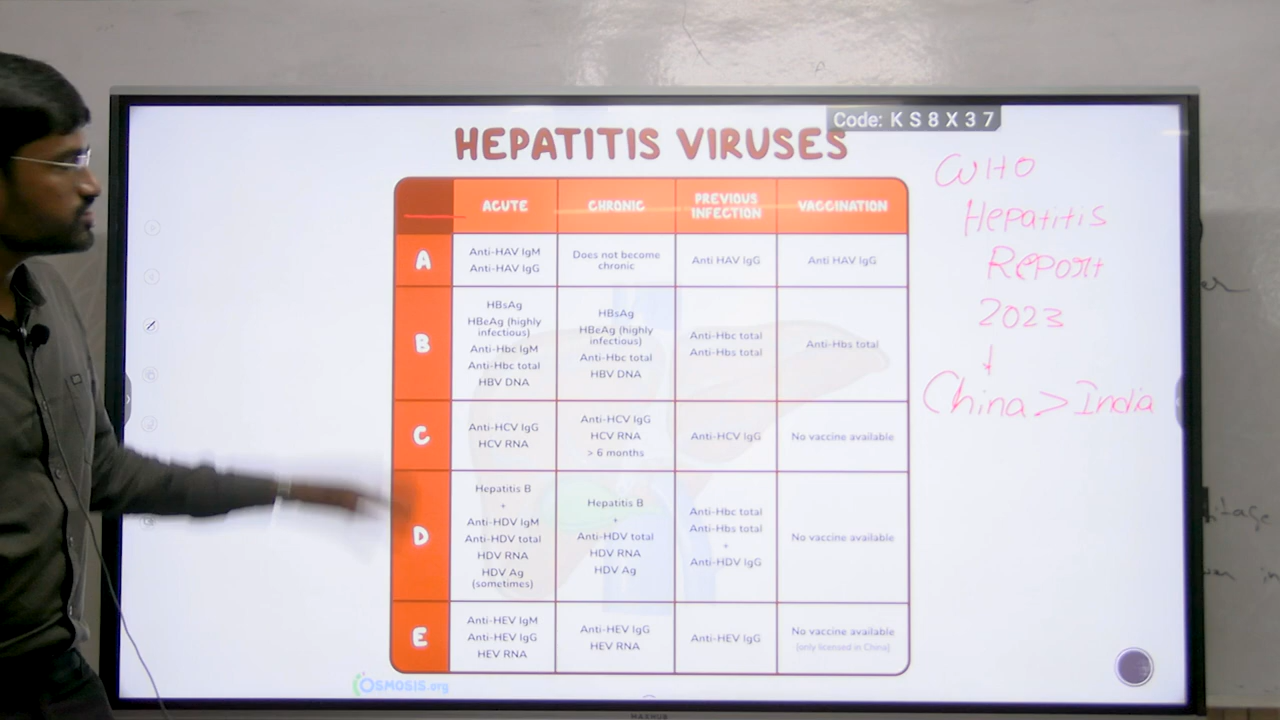 Code: K S 8 X 3 7
HEPATITIS VIRUSES
ACUTE
CHRONIC
PREVIOUS
INFECTION
VACCINATION
A
Anti-HAV IgM
Anti-HAV IgG
Does not become
chronic
Anti HAV IgG
Anti HAV IgG
B
HBsAg
HBeAg (highly
infectious)
Anti-Hbc IgM
Anti-Hbc total
HBV DNA
HBsAg
HBeAg (highly
infectious)
Anti-Hbc total
HBV DNA
Anti-Hbc total
Anti-Hbs total
Anti-Hbs total
C
Anti-HCV IgG
HCV RNA
Anti-HCV IgG
HCV RNA
> 6 months
Anti-HCV IgG
No vaccine available
D
Hepatitis B
+
Anti-HDV IgM
Anti-HDV total
HDV RNA
HDV Ag
(sometimes)
Hepatitis B
+
Anti-HDV total
HDV RNA
HDV Ag
Anti-Hbc total
Anti-Hbs total
+
Anti-HDV IgG
No vaccine available
E
Anti-HEV IgM
Anti-HEV IgG
HEV RNA
Anti-HEV IgG
HEV RNA
Anti-HEV IgG
No vaccine available
(only licensed in China)
WHO
Hepatitis
Report
2023
China > India
OSMOSIS.org
MAXHUB